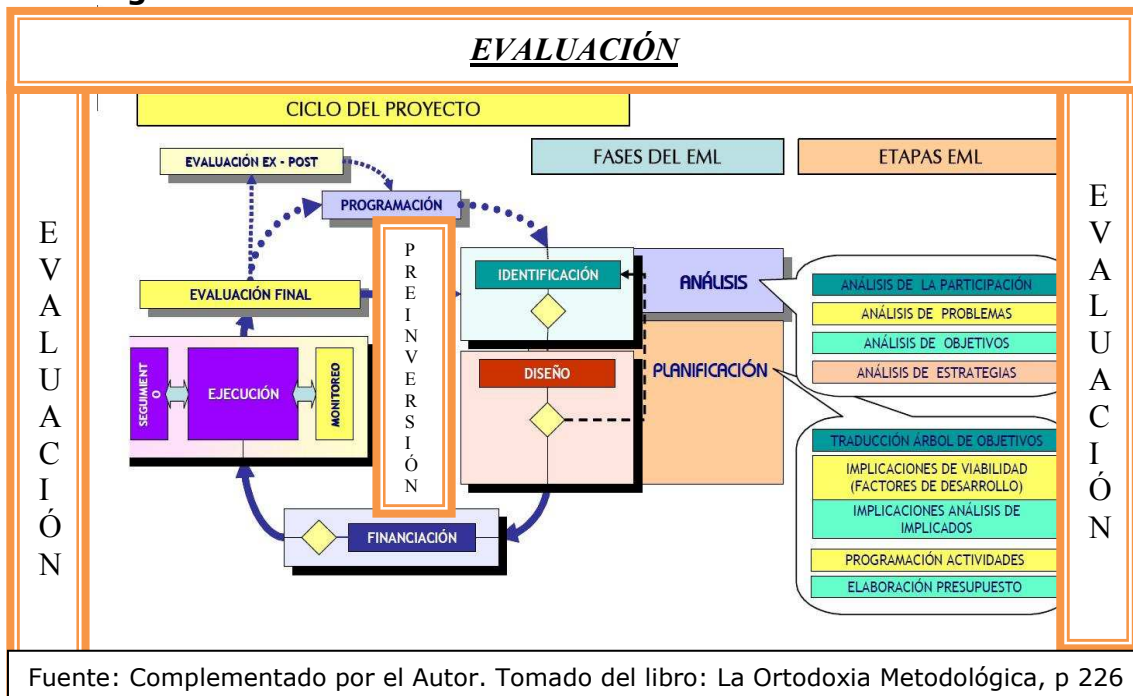 EVALUACIÓN
CICLO DEL PROYECTO
FASES DEL EML
ETAPAS EML
EVALUACIÓN EX - POST
PROGRAMACIÓN
EVALUACIÓN
PREINVERSIÓN
EVALUACIÓN FINAL
IDENTIFICACIÓN
ANÁLISIS
DISEÑO
PLANIFICACIÓN
SEGUIMIENT
O
EJECUCIÓN
MONITOREO
FINANCIACIÓN
ANÁLISIS DE LA PARTICIPACIÓN
ANÁLISIS DE PROBLEMAS
ANÁLISIS DE OBJETIVOS
ANÁLISIS DE ESTRATEGIAS
TRADUCCIÓN ÁRBOL DE OBJETIVOS
IMPLICACIONES DE VIABILIDAD
(FACTORES DE DESARROLLO)
IMPLICACIONES ANÁLISIS DE
IMPLICADOS
PROGRAMACIÓN ACTIVIDADES
ELABORACIÓN PRESUPUESTO
EVALUACIÓN
Fuente: Complementado por el Autor. Tomado del libro: La Ortodoxia Metodológica, p 226